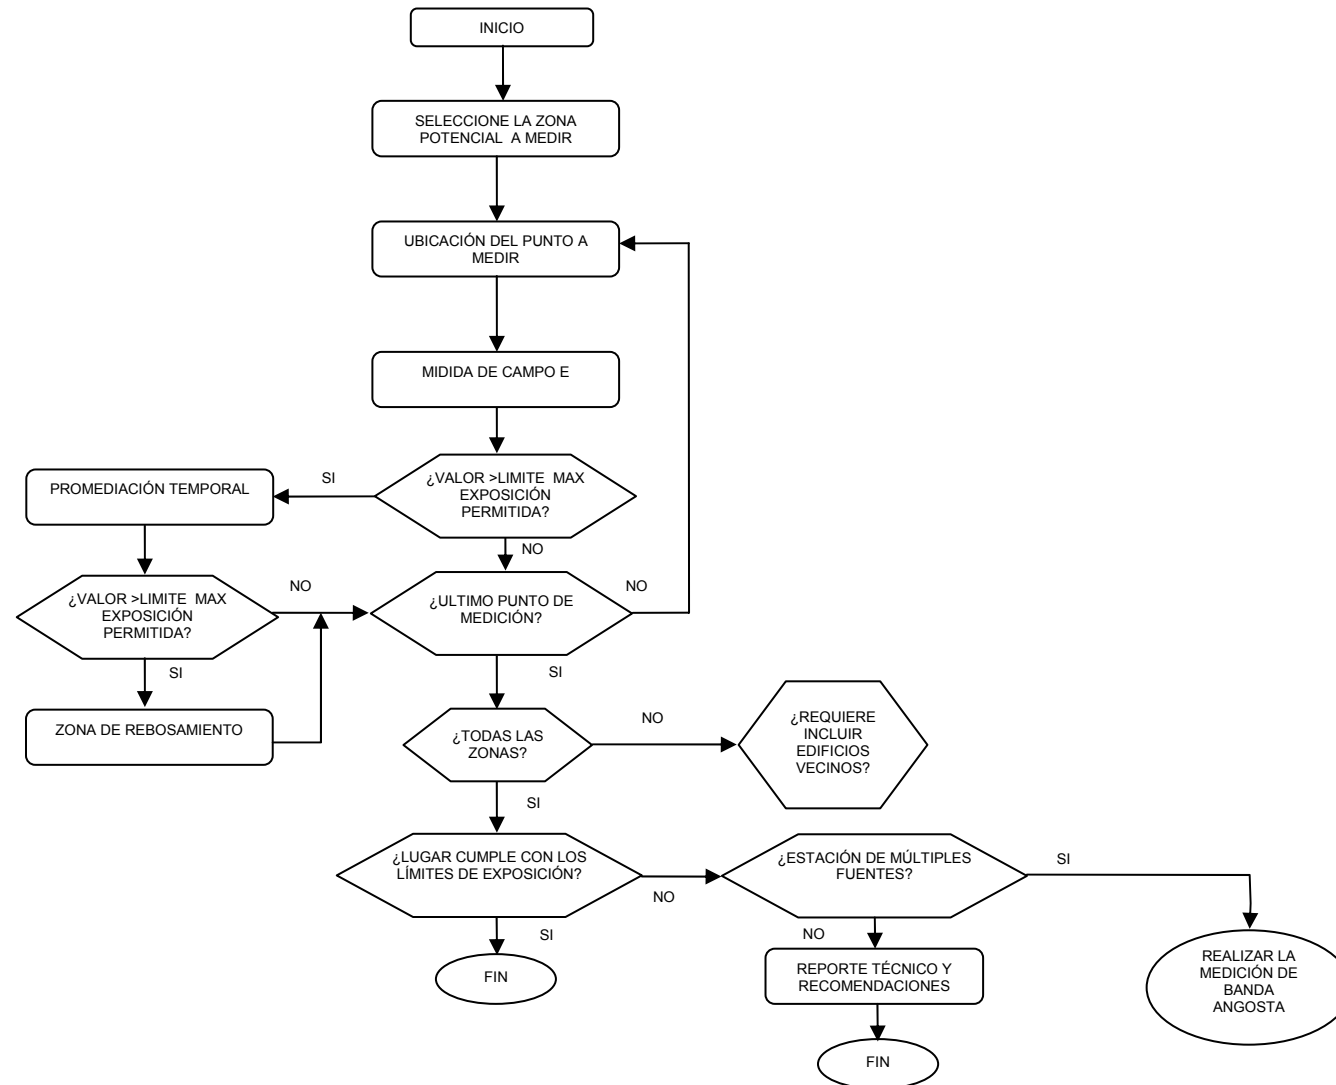 INICIO
SELECCIONE LA ZONA
POTENCIAL A MEDIR
UBICACIÓN DEL PUNTO A
MEDIR
MIDIDA DE CAMPO E
¿VALOR >LIMITE MAX
EXPOSICIÓN
PERMITIDA?
SI
NO
PROMEDIACIÓN TEMPORAL
¿VALOR >LIMITE MAX
EXPOSICIÓN
PERMITIDA?
NO
SI
ZONA DE REBOSAMIENTO
¿ULTIMO PUNTO DE
MEDICIÓN?
NO
SI
¿TODAS LAS
ZONAS?
NO
SI
¿REQUIERE
INCLUIR
EDIFICIOS
VECINOS?
¿LUGAR CUMPLE CON LOS
LÍMITES DE EXPOSICIÓN?
NO
SI
FIN
¿ESTACIÓN DE MÚLTIPLES
FUENTES?
SI
NO
REPORTE TÉCNICO Y
RECOMENDACIONES
FIN
REALIZAR LA
MEDICIÓN DE
BANDA
ANGOSTA